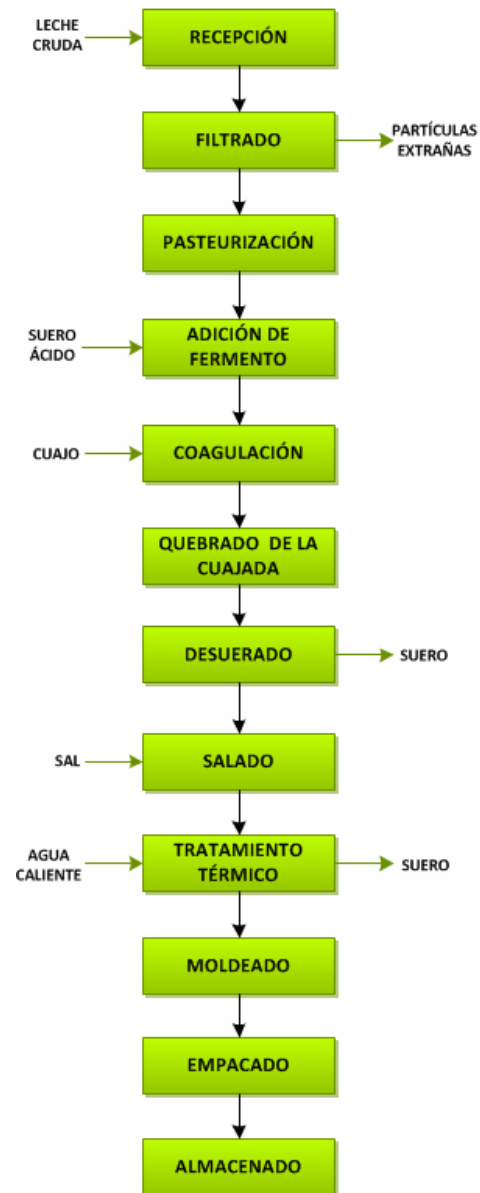 LECHE
CRUDA
RECEPCIÓN
FILTRADO
PARTÍCULAS
EXTRAÑAS
PASTEURIZACIÓN
SUERO
ÁCIDO
ADICIÓN DE
FERMENTO
CUAJO
COAGULACIÓN
QUEBRADO DE LA
CUAJADA
DESUERADO
SUERO
SAL
SALADO
AGUA
CALIENTE
TRATAMIENTO
TÉRMICO
SUERO
MOLDEADO
EMPACADO
ALMACENADO